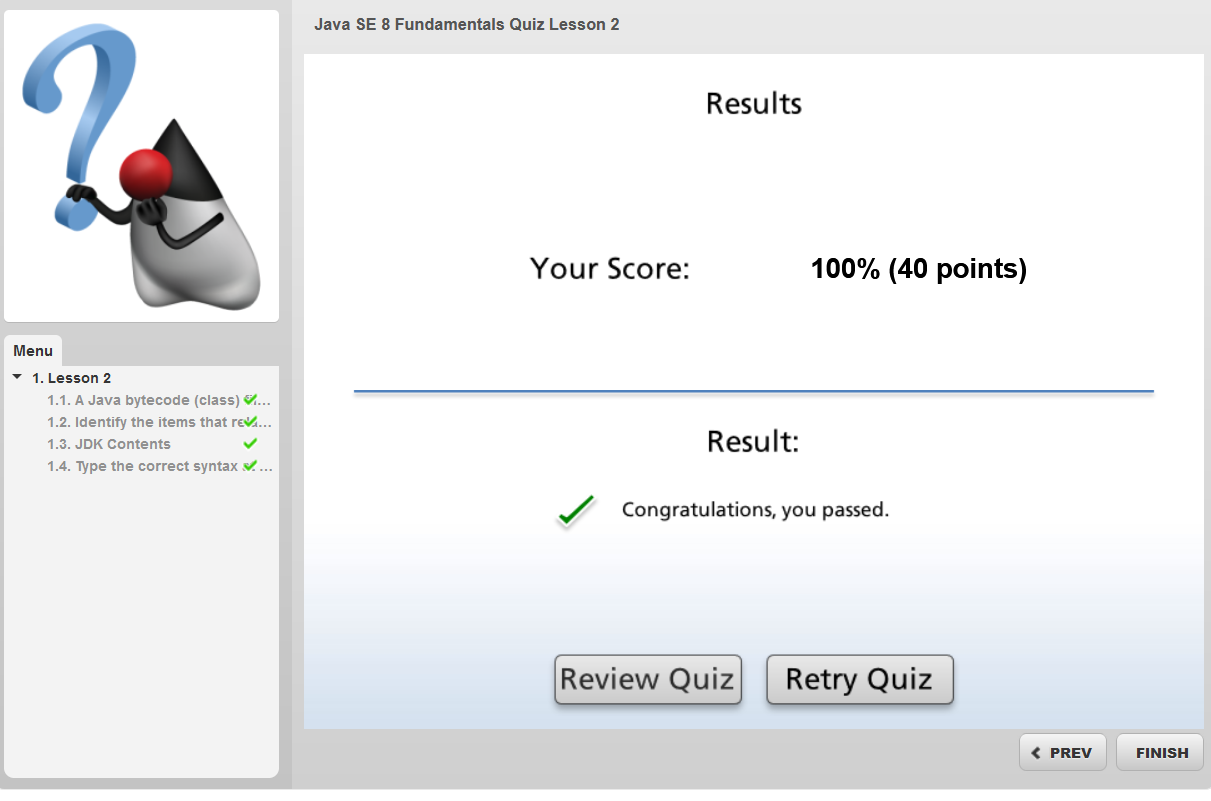 Java SE 8 Fundamentals Quiz Lesson 2
Results
Your Score: 100% (40 points)
Result:
Congratulations, you passed.
Review Quiz Retry Quiz
PREV FINISH
Menu
1. Lesson 2
1.1. A Java bytecode (class) ...
1.2. Identify the items that ...
1.3. JDK Contents
1.4. Type the correct syntax ...